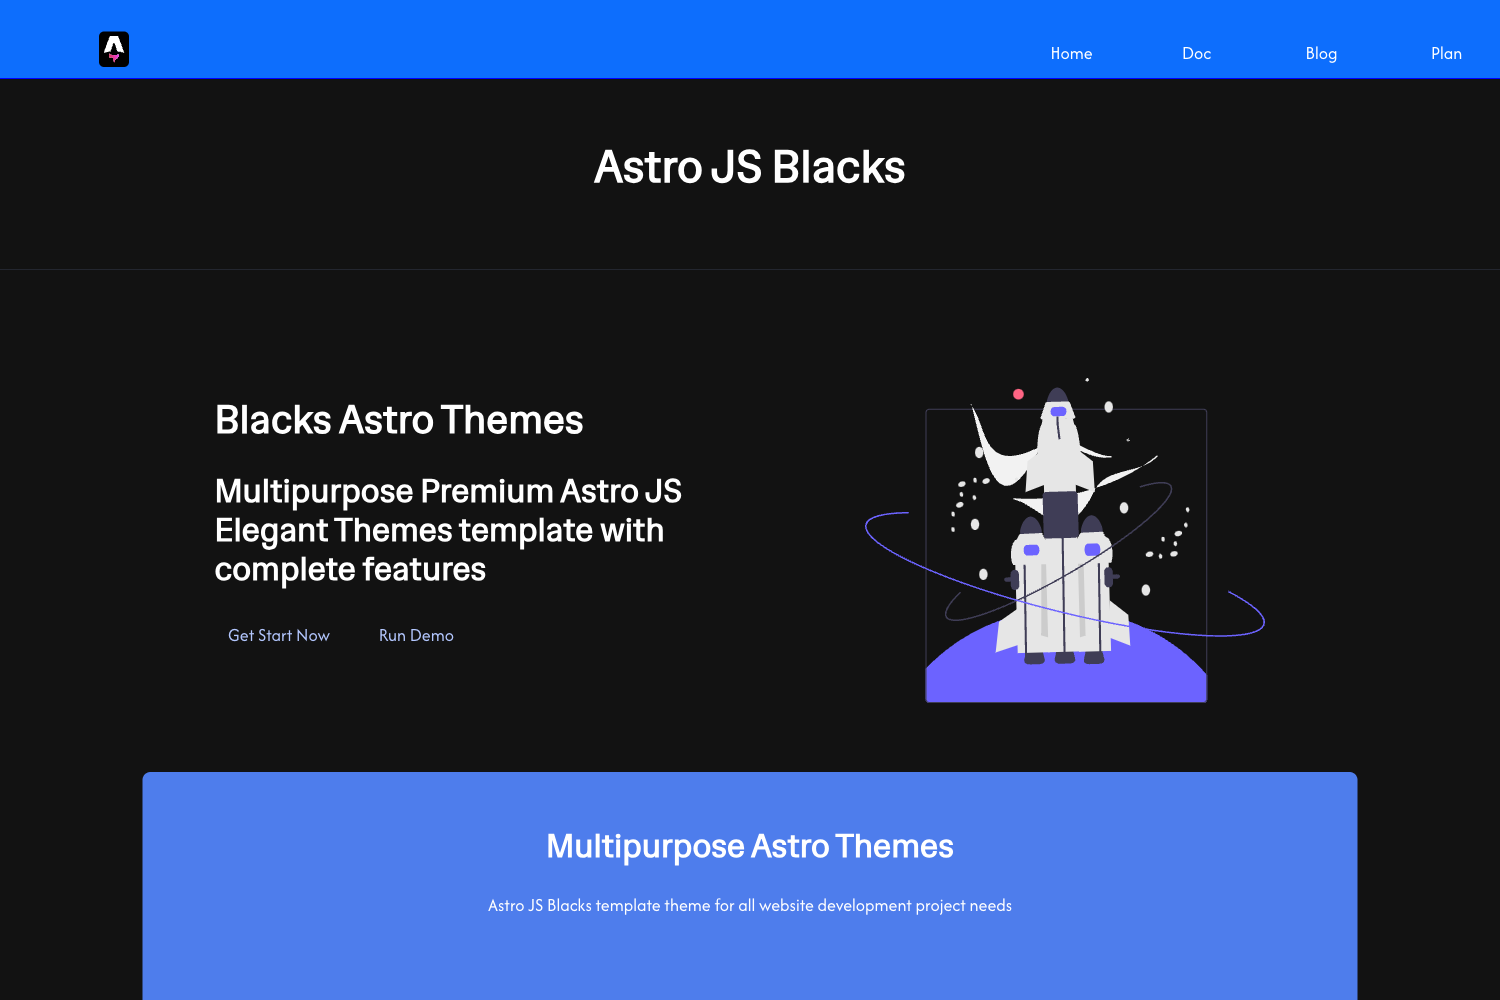 Home Doc Blog Plan
Astro JS Blacks
Blacks Astro Themes
Multipurpose Premium Astro JS
Elegant Themes template with
complete features
Get Start Now Run Demo
Multipurpose Astro Themes
Astro JS Blacks template theme for all website development project needs